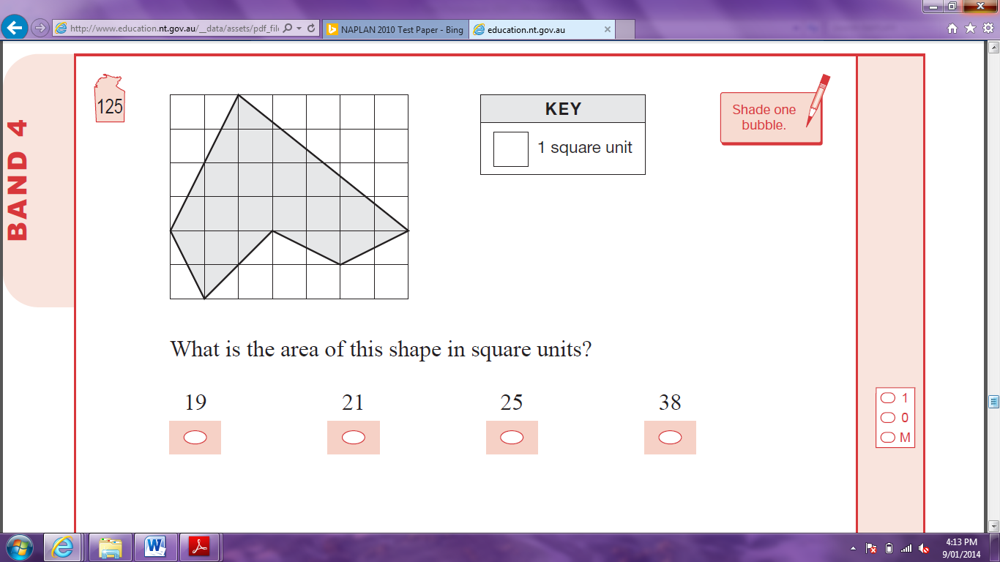 http://www.education.nt.gov.au/__data/assets/pdf_fil
NAPLAN 2010 Test Paper - Bing
education.nt.gov.au
BAND 4
125
KEY
1 square unit
Shade one
bubble.
What is the area of this shape in square units?
19 21 25 38
1
0
M
4:13 PM
9/01/2014